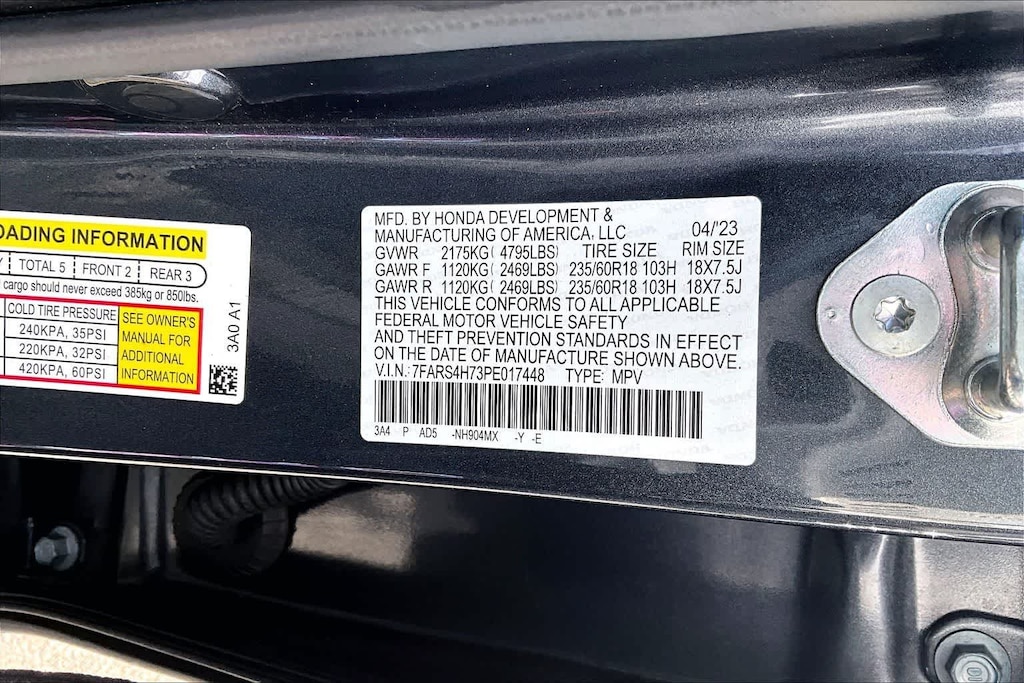 OADING INFORMATION
TOTAL 5 FRONT 2 REAR 3
cargo should never exceed 385kg or 850lbs.
COLD TIRE PRESSURE
240KPA, 35PSI
220KPA, 32PSI
420KPA, 60PSI
SEE OWNER'S
MANUAL FOR
ADDITIONAL
INFORMATION
3A0 A1
MFD. BY HONDA DEVELOPMENT &
MANUFACTURING OF AMERICA, LLC 04/'23
GVWR 2175KG( 4795LBS) TIRE SIZE RIM SIZE
GAWR F 1120KG( 2469LBS) 235/60R18 103H 18X7.5J
GAWR R 1120KG( 2469LBS) 235/60R18 103H 18X7.5J
THIS VEHICLE CONFORMS TO ALL APPLICABLE
FEDERAL MOTOR VEHICLE SAFETY
AND THEFT PREVENTION STANDARDS IN EFFECT
ON THE DATE OF MANUFACTURE SHOWN ABOVE.
V.I.N.: 7FARS4H73PE017448 TYPE: MPV
3A4 P AD5 -NH904MX -Y -E